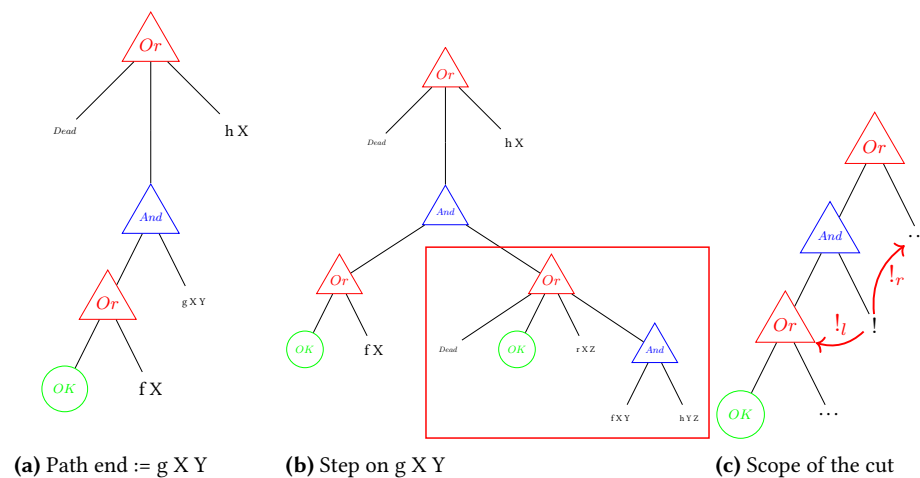 Or
Dead
h X
And
Or
g X Y
OK
f X
(a) Path end := g X Y
Or
Dead
h X
And
Or
Or
OK
f X
Dead
OK
r X Z
And
f X Y
h Y Z
(b) Step on g X Y
Or
And
...
!r
Or
!l
!
OK
...
(c) Scope of the cut